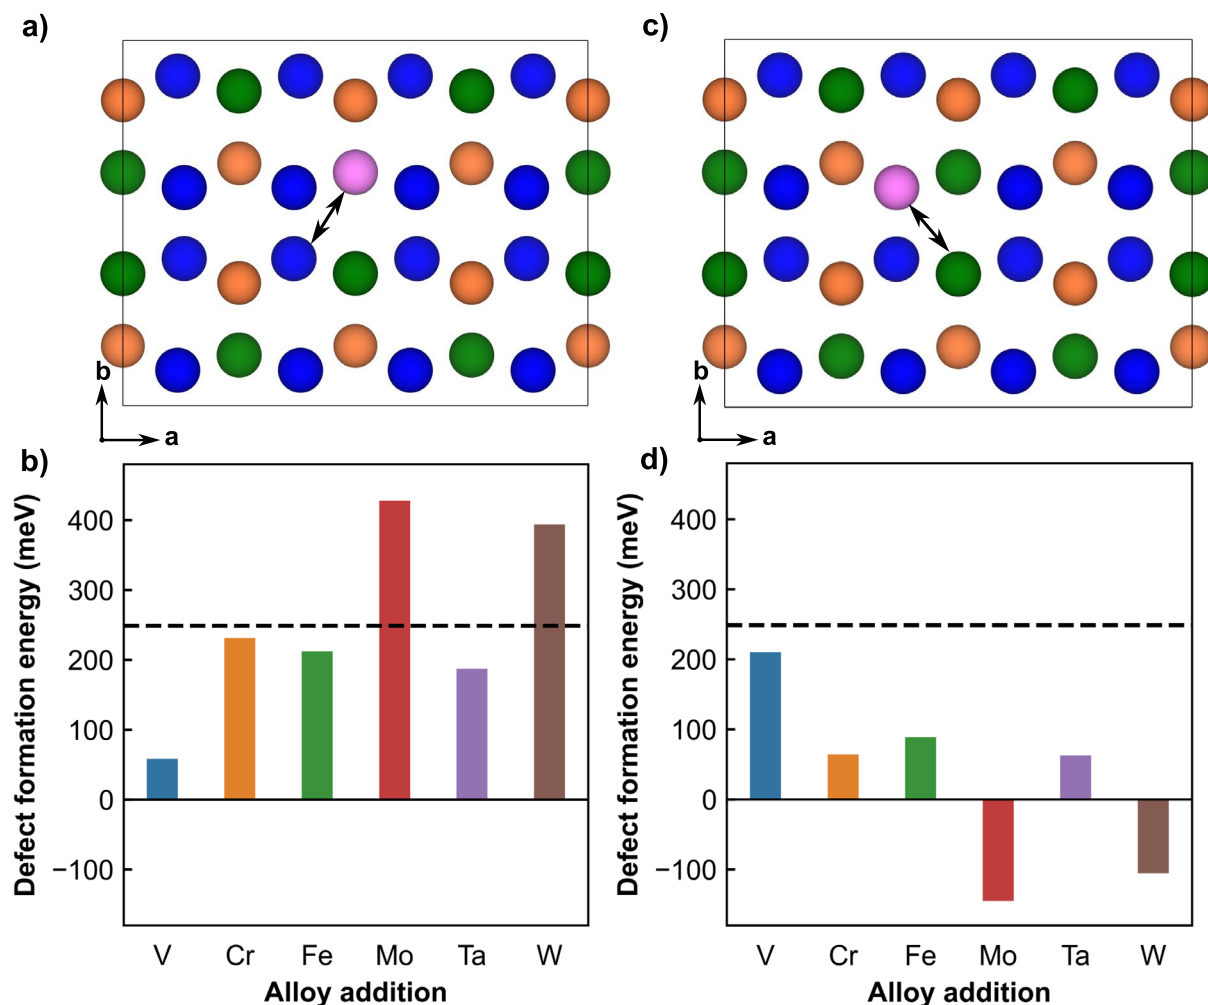 a)
b
a
c)
b
a
b)
Defect formation energy (meV)
400
300
200
100
0
−100
V Cr Fe Mo Ta W
Alloy addition
d)
Defect formation energy (meV)
400
300
200
100
0
−100
V Cr Fe Mo Ta W
Alloy addition